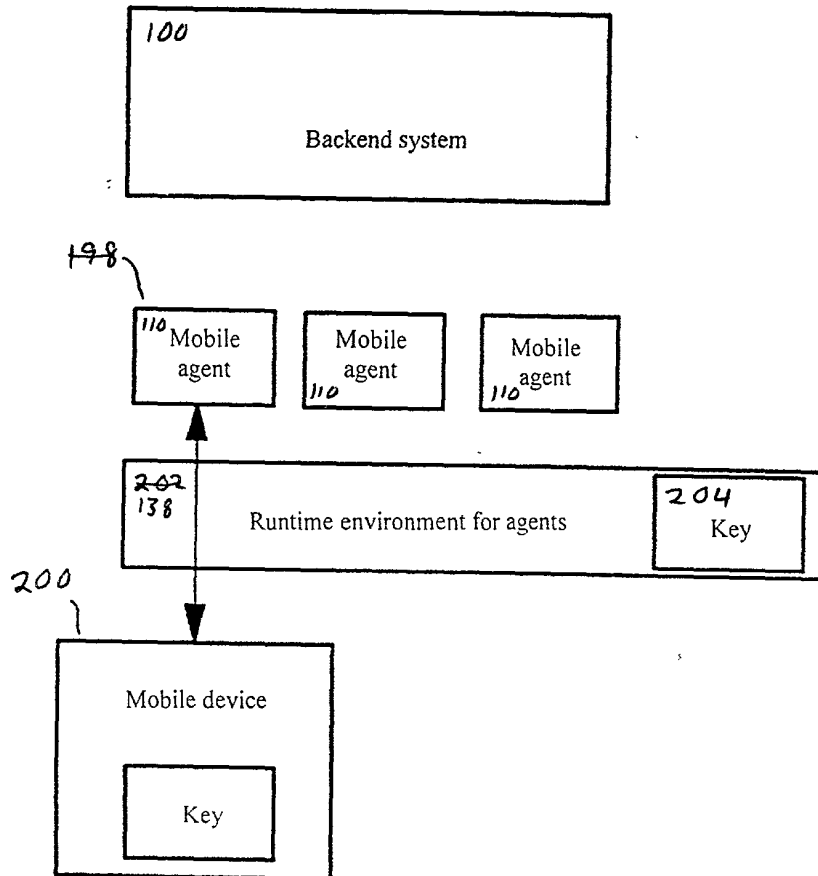 100
Backend system
198
110 Mobile
agent
Mobile
agent
110
Mobile
agent
110
202
138
Runtime environment for agents
204
Key
200
Mobile device
Key